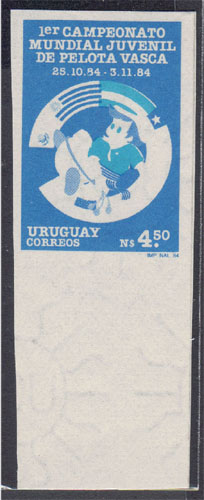 1er CAMPEONATO
MUNDIAL JUVENIL
DE PELOTA VASCA
25.10.84 - 3.11.84
URUGUAY
CORREOS
N$ 4.50